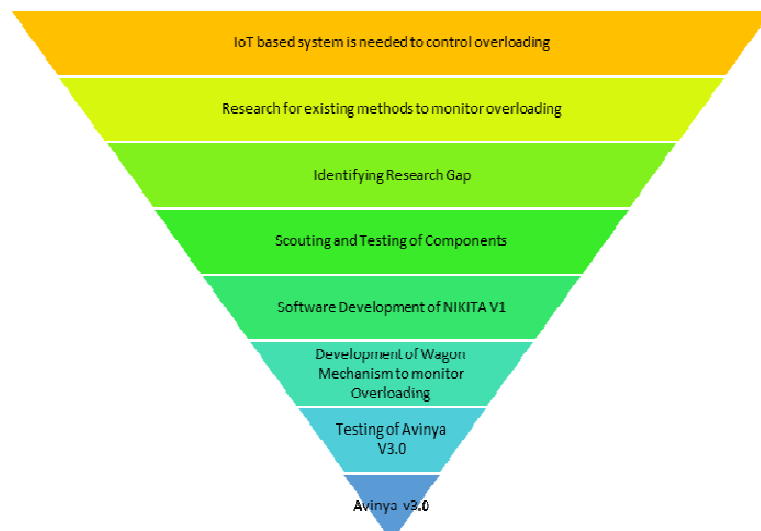 IoT based system is needed to control overloading
Research for existing methods to monitor overloading
Identifying Research Gap
Scouting and Testing of Components
Software Development of NIKITA V1
Development of Wagon
Mechanism to monitor
Overloading
Testing of Avinya
V3.0
Avinya v3.0